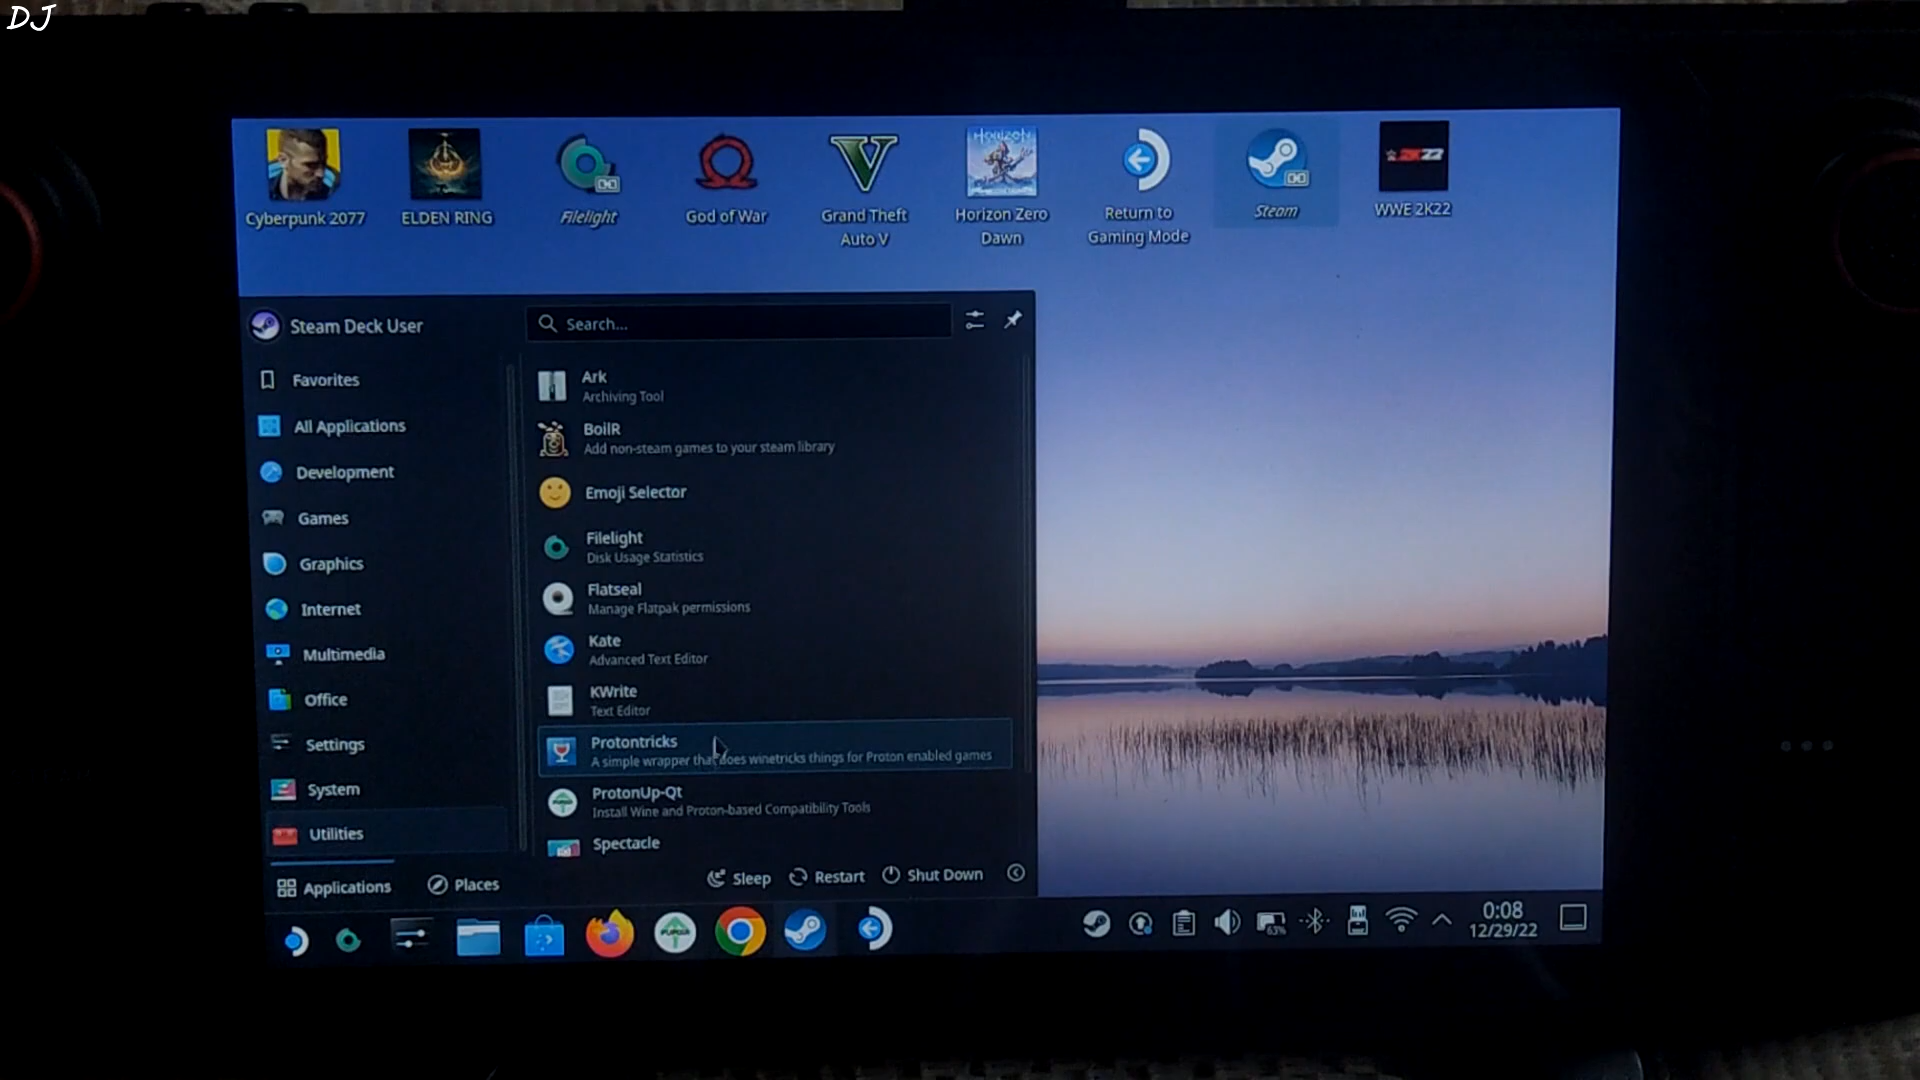 DJ
Cyberpunk 2077
ELDEN RING
Filelight
God of War
Grand Theft
Auto V
HORIZON
Horizon Zero
Dawn
Return to
Gaming Mode
Steam
2K22
WWE 2K22
Steam Deck User
Search...
Favorites
All Applications
Development
Games
Graphics
Internet
Multimedia
Office
Settings
System
Utilities
Ark
Archiving Tool
BoilR
Add non-steam games to your steam library
Emoji Selector
Filelight
Disk Usage Statistics
Flatseal
Manage Flatpak permissions
Kate
Advanced Text Editor
KWrite
Text Editor
Protontricks
A simple wrapper that does winetricks things for Proton enabled games
ProtonUp-Qt
Install Wine and Proton-based Compatibility Tools
Spectacle
Applications
Places
Sleep
Restart
Shut Down
63%
0:08
12/29/22